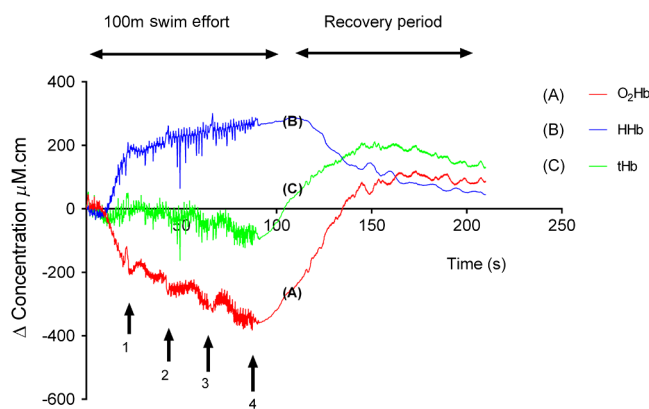 100m swim effort
Recovery period
Δ Concentration μM.cm
400
200
0
-200
-400
-600
50
100
150
200
250
Time (s)
(B)
(C)
(A)
1
2
3
4
(A) O₂Hb
(B) HHb
(C) tHb